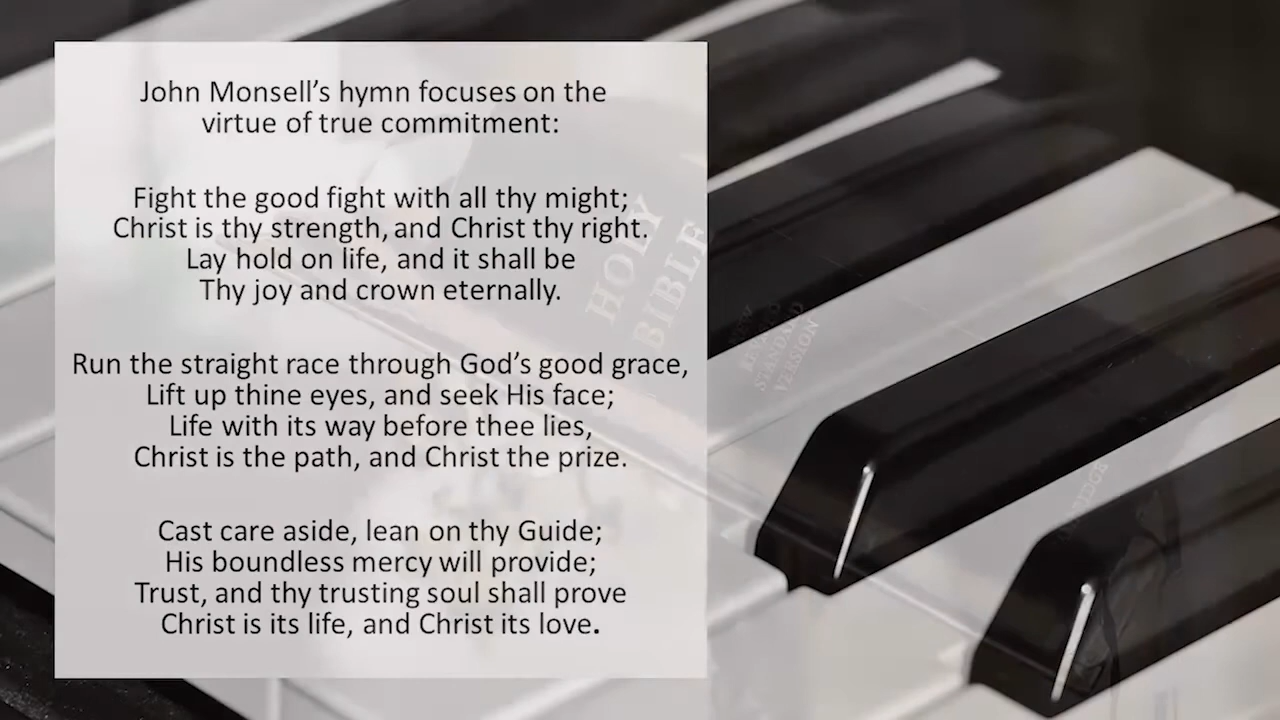 John Monsell’s hymn focuses on the
virtue of true commitment:
Fight the good fight with all thy might;
Christ is thy strength, and Christ thy right.
Lay hold on life, and it shall be
Thy joy and crown eternally.
Run the straight race through God’s good grace,
Lift up thine eyes, and seek His face;
Life with its way before thee lies,
Christ is the path, and Christ the prize.
Cast care aside, lean on thy Guide;
His boundless mercy will provide;
Trust, and thy trusting soul shall prove
Christ is its life, and Christ its love.
HOLY
BIBLE
NEW
REVISED
STANDARD
VERSION